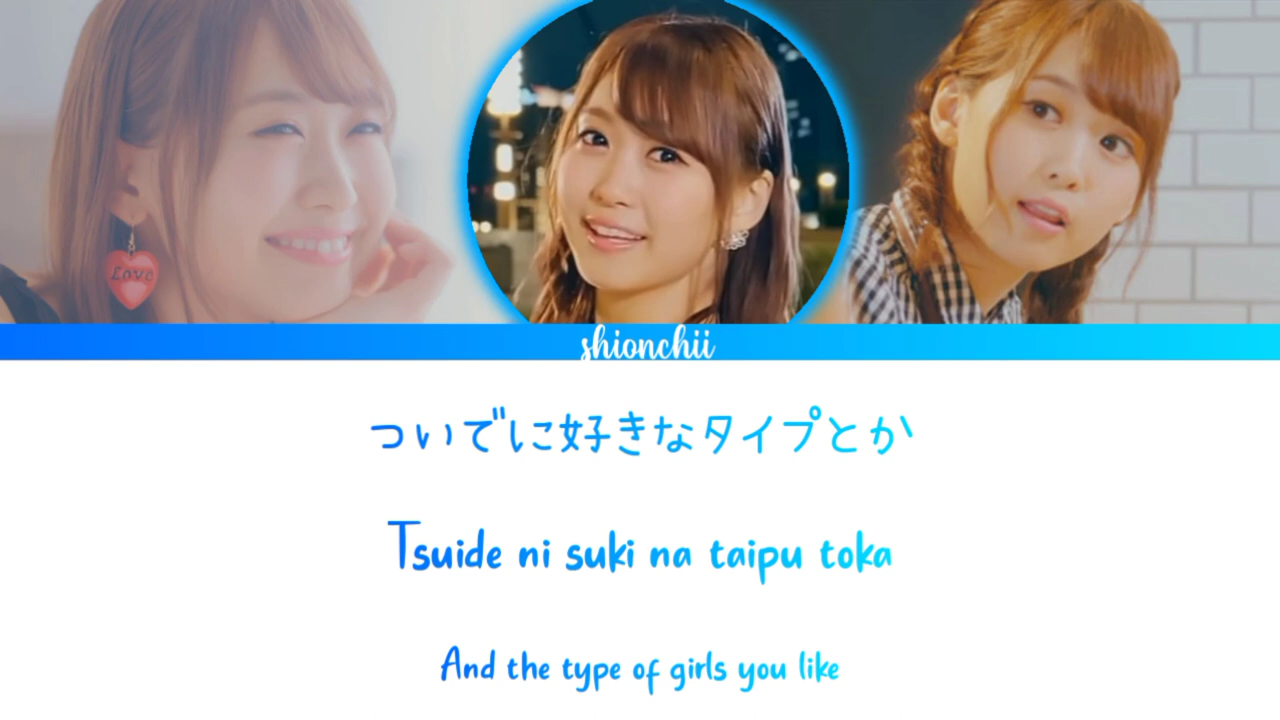 Love
shionchii
ついでに好きなタイプとか
Tsuide ni suki na taipu toka
And the type of girls you like